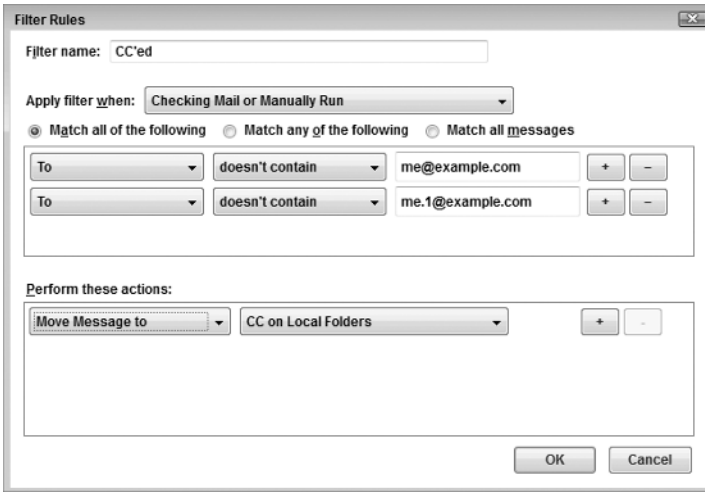 Filter Rules
Filter name: CC'ed
Apply filter when: Checking Mail or Manually Run
Match all of the following Match any of the following Match all messages
To doesn't contain me@example.com + –
To doesn't contain me.1@example.com + –
Perform these actions:
Move Message to CC on Local Folders + -
OK Cancel